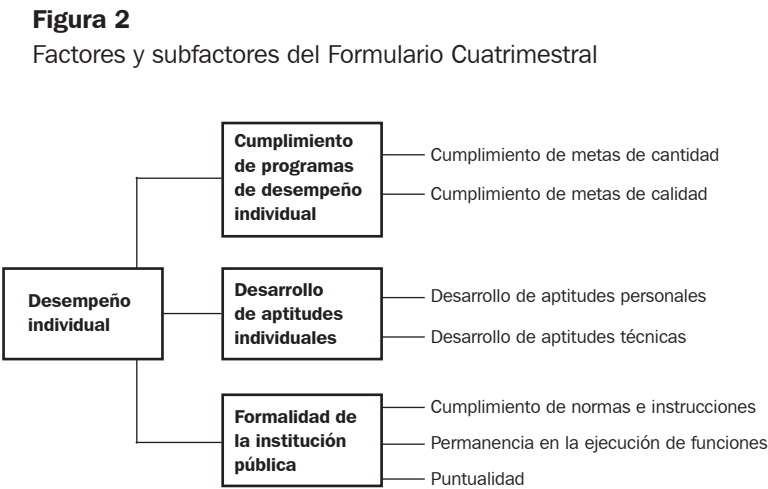 Figura 2
Factores y subfactores del Formulario Cuatrimestral
Cumplimiento
de programas
de desempeño
individual
Cumplimiento de metas de cantidad
Cumplimiento de metas de calidad
Desempeño
individual
Desarrollo
de aptitudes
individuales
Desarrollo de aptitudes personales
Desarrollo de aptitudes técnicas
Formalidad de
la institución
pública
Cumplimiento de normas e instrucciones
Permanencia en la ejecución de funciones
Puntualidad